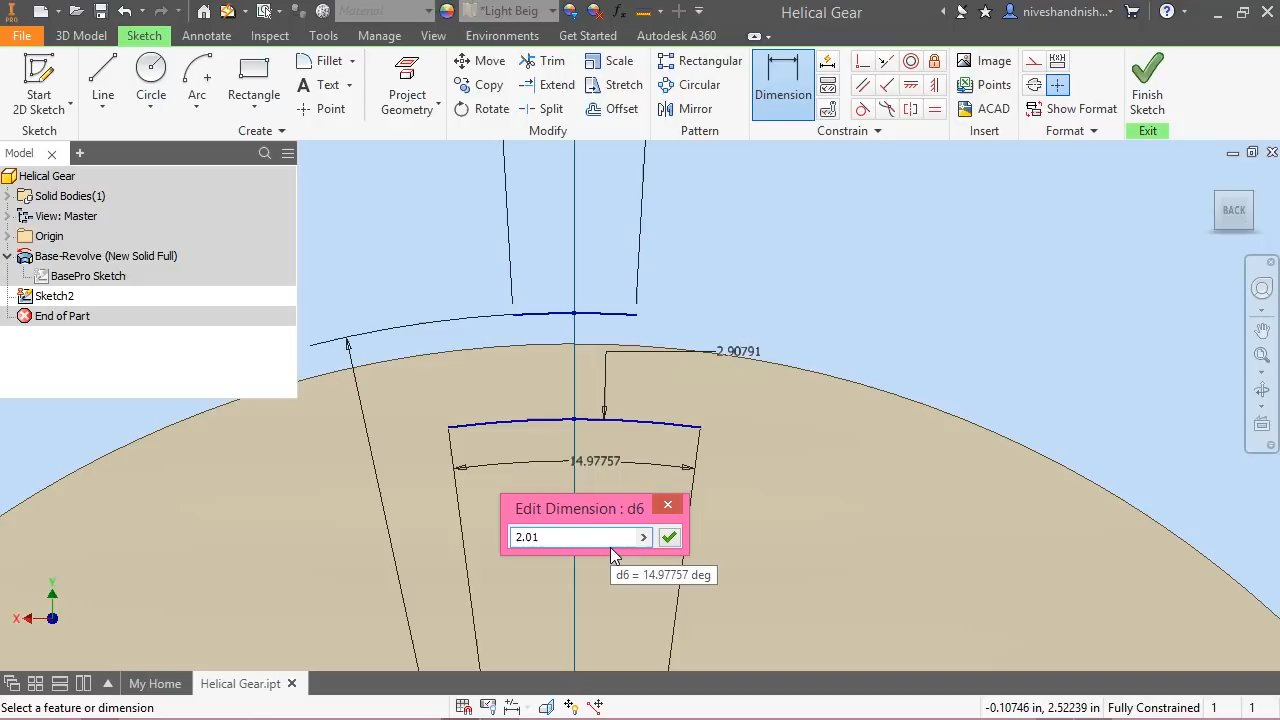 Material
*Light Beig
Helical Gear
niveshandnish...
PRO
File
3D Model
Sketch
Annotate
Inspect
Tools
Manage
View
Environments
Get Started
Autodesk A360
Start
2D Sketch
Line
Circle
Arc
Rectangle
Fillet
Text
Point
Project
Geometry
Move
Copy
Rotate
Trim
Extend
Split
Scale
Stretch
Offset
Rectangular
Circular
Mirror
Dimension
Image
Points
ACAD
Show Format
Finish
Sketch
Sketch
Create
Modify
Pattern
Constrain
Insert
Format
Exit
Model
Helical Gear
Solid Bodies(1)
View: Master
Origin
Base-Revolve (New Solid Full)
BasePro Sketch
Sketch2
End of Part
BACK
2.90791
14.97757
Edit Dimension : d6
2.01
d6 = 14.97757 deg
Y
X
My Home
Helical Gear.ipt
Select a feature or dimension
-0.10746 in, 2.52239 in
Fully Constrained
1
1